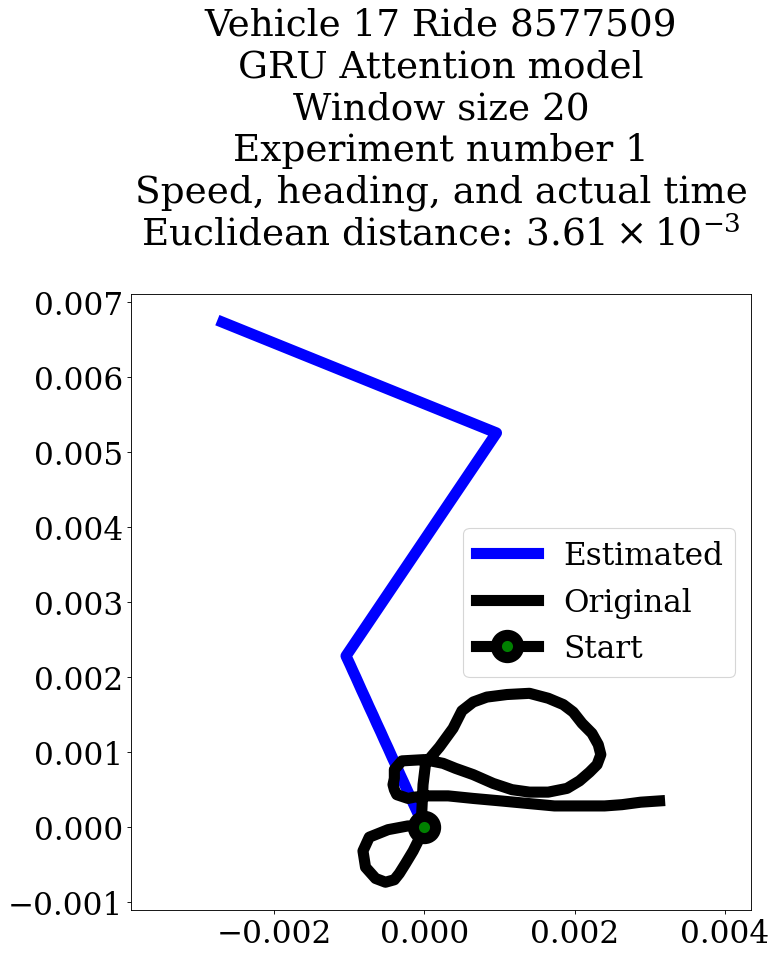 Vehicle 17 Ride 8577509
GRU Attention model
Window size 20
Experiment number 1
Speed, heading, and actual time
Euclidean distance: 3.61 × 10⁻³
0.007
0.006
0.005
0.004
0.003
0.002
0.001
0.000
−0.001
Estimated
Original
Start
−0.002 0.000 0.002 0.004